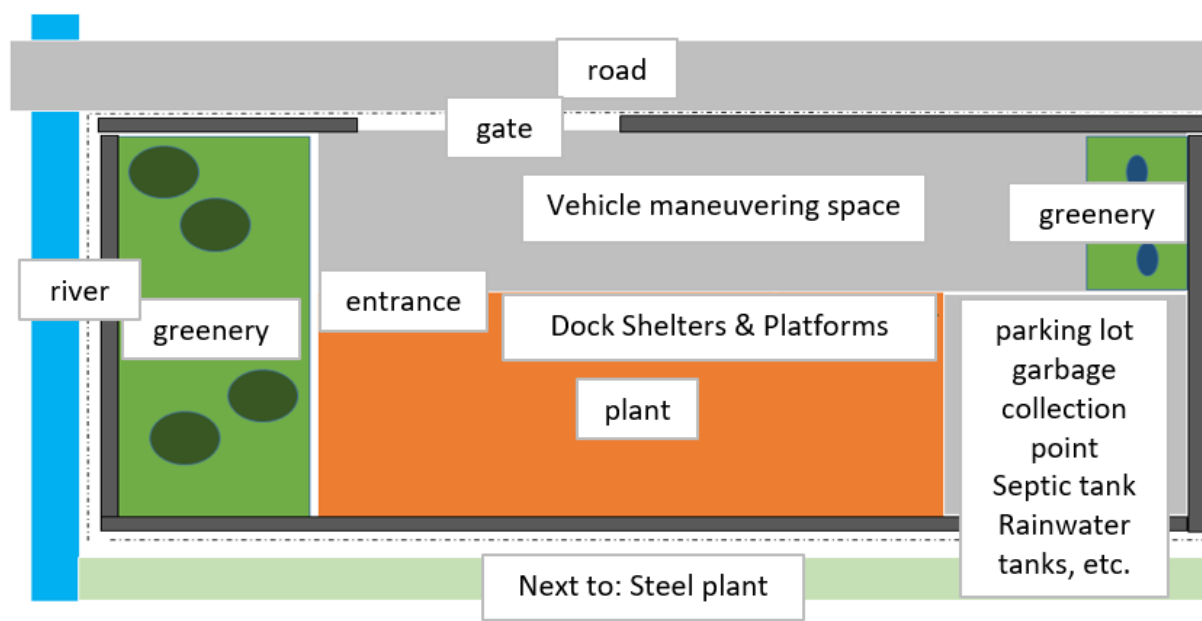 road
gate
Vehicle maneuvering space
greenery
river
entrance
greenery
Dock Shelters & Platforms
plant
parking lot
garbage
collection
point
Septic tank
Rainwater
tanks, etc.
Next to: Steel plant